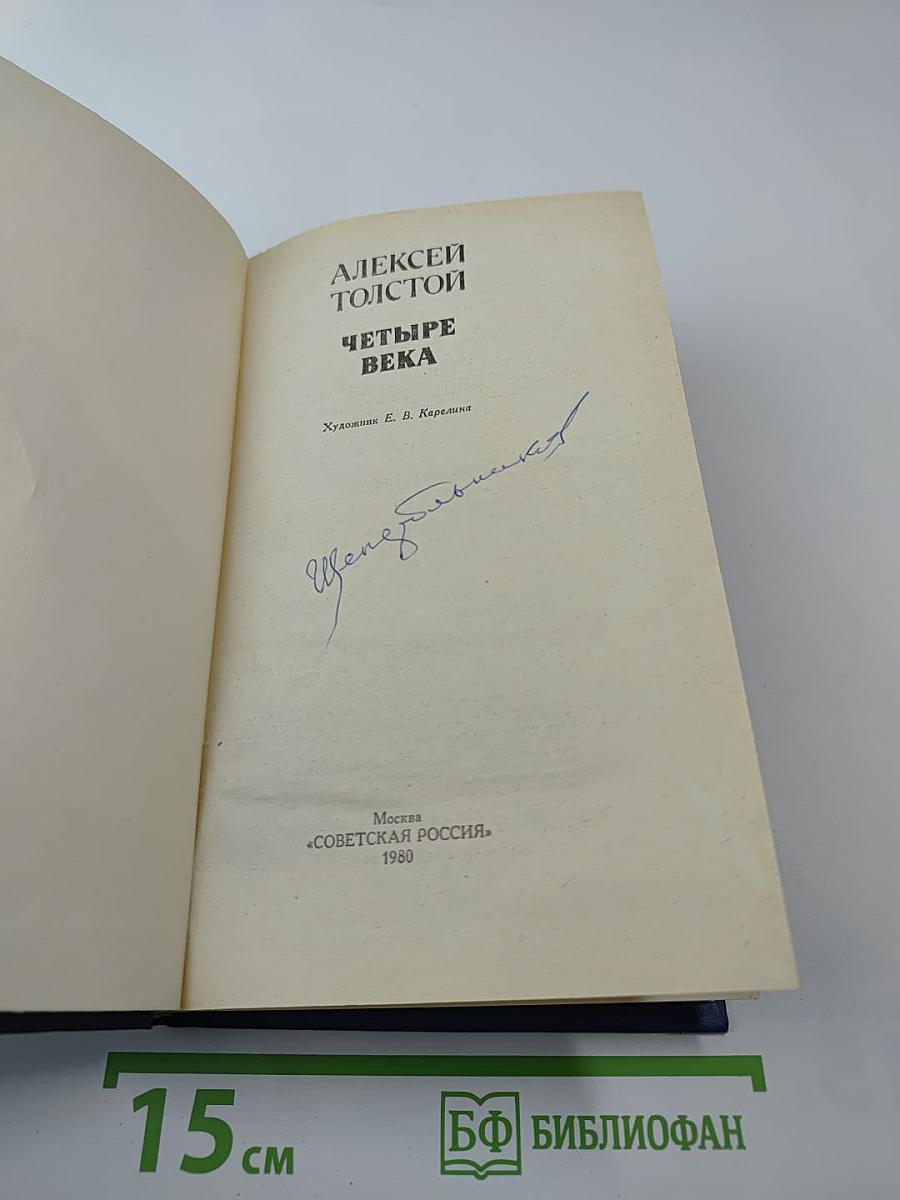 АЛЕКСЕЙ
ТОЛСТОЙ
ЧЕТЫРЕ
ВЕКА
Художник Е. В. Карелина
Москва
«СОВЕТСКАЯ РОССИЯ»
1980
15 см
БФ БИБЛИОФАН